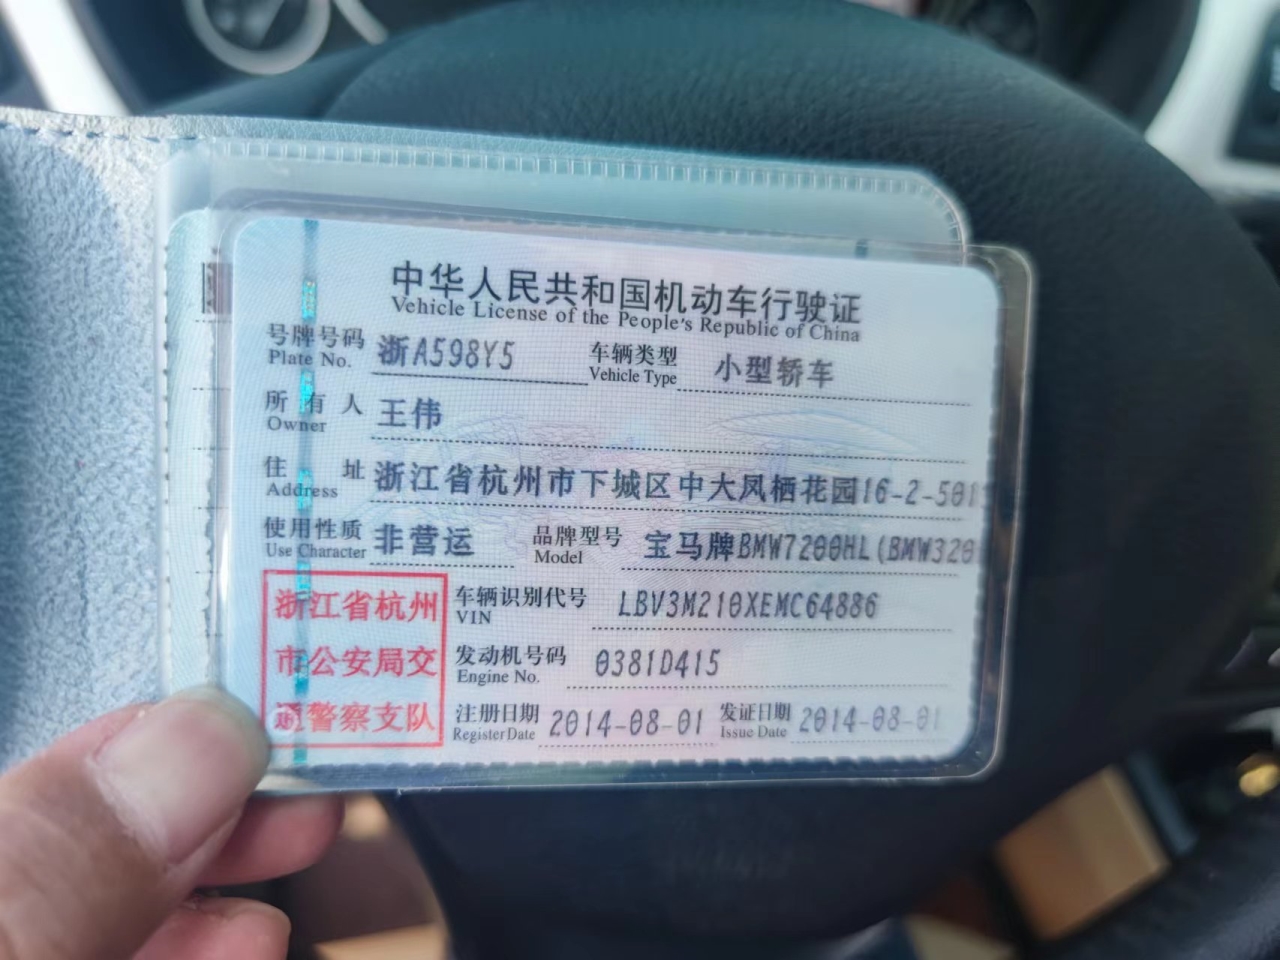 中华人民共和国机动车行驶证
Vehicle License of the People's Republic of China
号牌号码 浙A598Y5 车辆类型 小型轿车
Plate No. Vehicle Type
所有人 王伟
Owner
住址 浙江省杭州市下城区中大凤栖花园16-2-501
Address
使用性质 非营运 品牌型号 宝马牌BMW7200HL(BMW320
Use Character Model
浙江省杭州
市公安局交
通警察支队
车辆识别代号 LBV3M210XEMC64886
VIN
发动机号码 0381D415
Engine No.
注册日期 2014-08-01 发证日期 2014-08-01
Register Date Issue Date